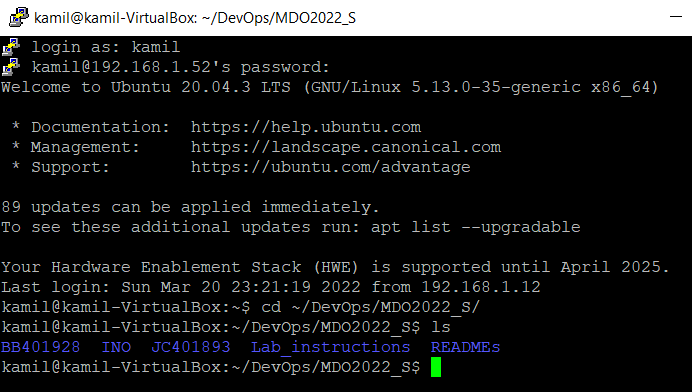 kamil@kamil-VirtualBox: ~/DevOps/MDO2022_S
login as: kamil
kamil@192.168.1.52's password:
Welcome to Ubuntu 20.04.3 LTS (GNU/Linux 5.13.0-35-generic x86_64)
* Documentation:  https://help.ubuntu.com
* Management:     https://landscape.canonical.com
* Support:        https://ubuntu.com/advantage
89 updates can be applied immediately.
To see these additional updates run: apt list --upgradable
Your Hardware Enablement Stack (HWE) is supported until April 2025.
Last login: Sun Mar 20 23:21:19 2022 from 192.168.1.12
kamil@kamil-VirtualBox:~$ cd ~/DevOps/MDO2022_S/
kamil@kamil-VirtualBox:~/DevOps/MDO2022_S$ ls
BB401928  INO  JC401893  Lab_instructions  READMEs
kamil@kamil-VirtualBox:~/DevOps/MDO2022_S$